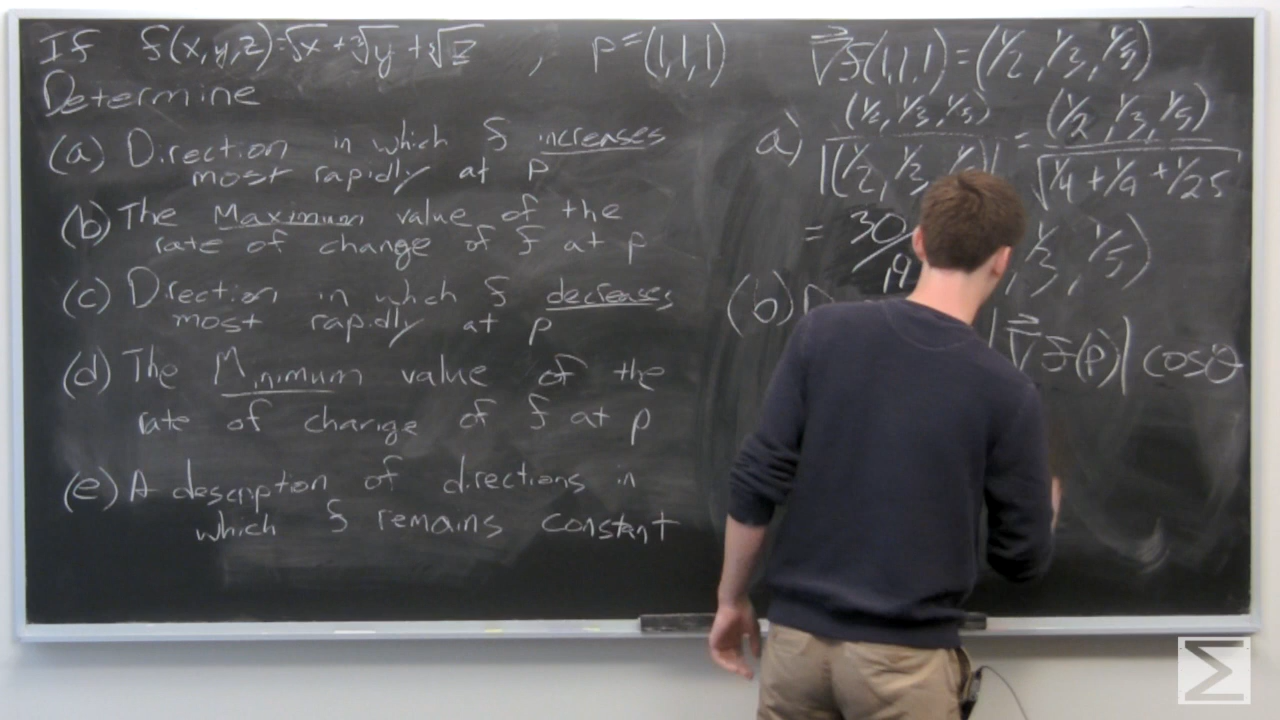 If f(x,y,z)=√x + ∛y + ⁵√z , p=(1,1,1)
Determine
(a) Direction in which f increases
most rapidly at p
(b) The Maximum value of the
rate of change of f at p
(c) Direction in which f decreases
most rapidly at p
(d) The Minimum value of the
rate of change of f at p
(e) A description of directions in
which f remains constant
∇f(1,1,1)=(1/2, 1/3, 1/5)
a) (1/2, 1/3, 1/5) / |(1/2, 1/3, 1/ )| = (1/2, 1/3, 1/5) / √1/4 + 1/9 + 1/25
= 30/19 1/3, 1/5)
(b) D |∇f(p)| cosθ
Σ